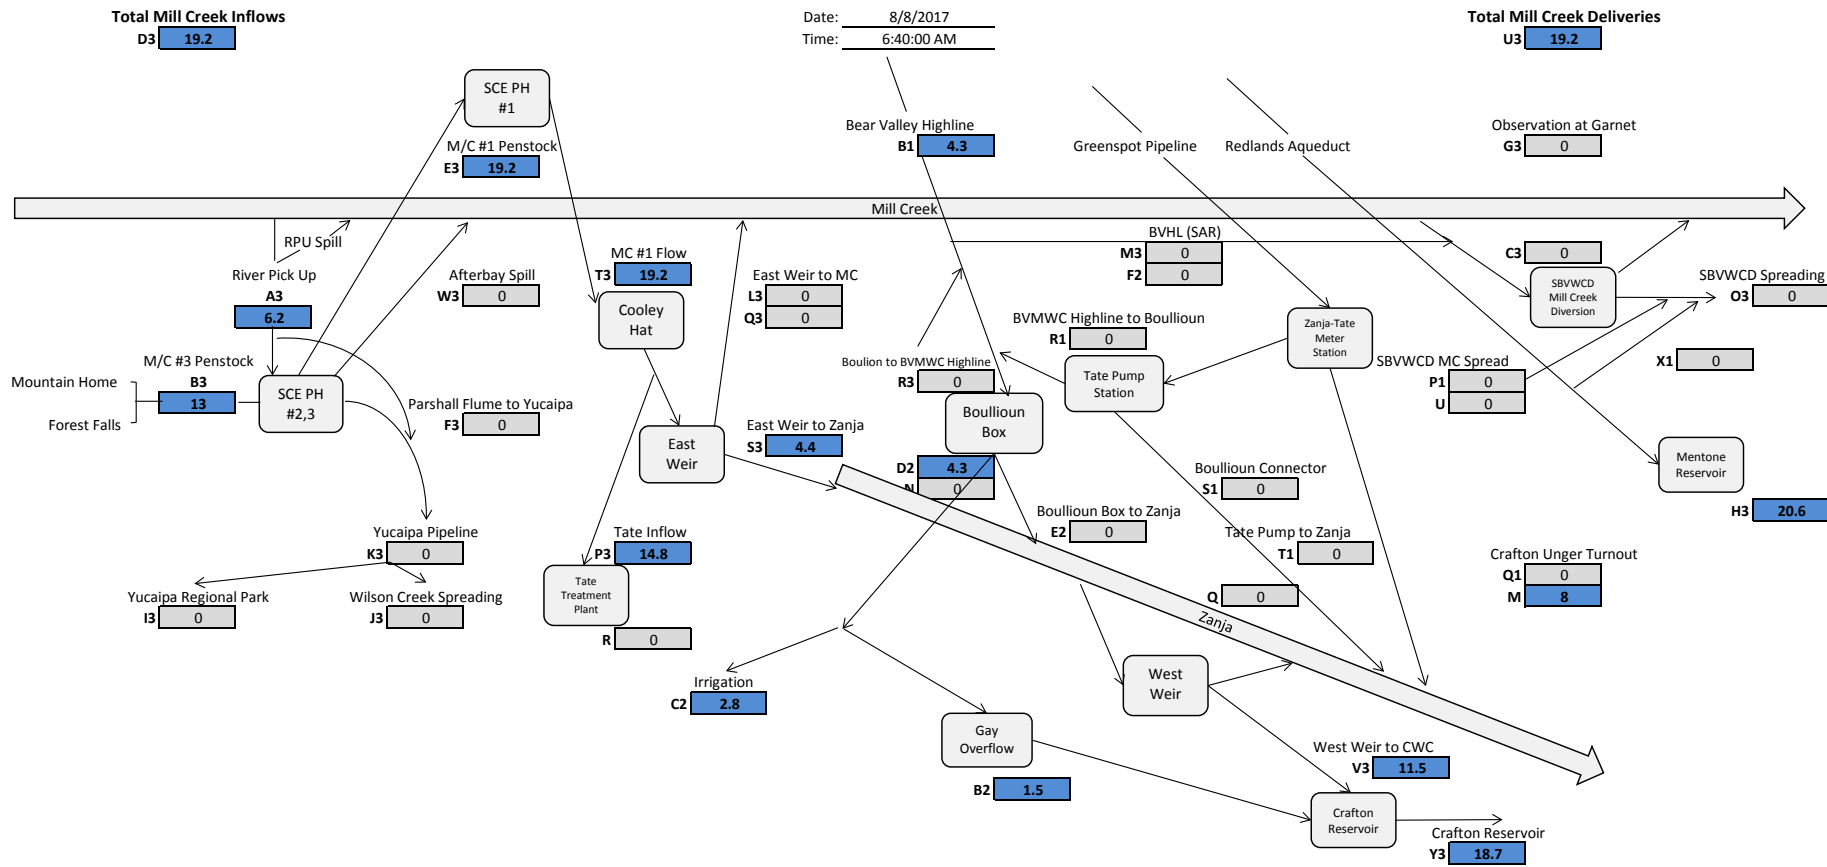 Total Mill Creek Inflows
D3 19.2
Date: 8/8/2017
Time: 6:40:00 AM
Total Mill Creek Deliveries
U3 19.2
SCE PH
#1
M/C #1 Penstock
E3 19.2
Bear Valley Highline
B1 4.3
Greenspot Pipeline
Redlands Aqueduct
Observation at Garnet
G3 0
Mill Creek
RPU Spill
River Pick Up
A3
6.2
Afterbay Spill
W3 0
MC #1 Flow
T3 19.2
Cooley
Hat
East Weir to MC
L3 0
Q3 0
BVHL (SAR)
M3 0
F2 0
C3 0
SBVWCD
Mill Creek
Diversion
SBVWCD Spreading
O3 0
M/C #3 Penstock
B3
13
Mountain Home
Forest Falls
SCE PH
#2,3
Parshall Flume to Yucaipa
F3 0
BVMWC Highline to Boullioun
R1 0
Boulion to BVMWC Highline
R3 0
Tate Pump
Station
Zanja-Tate
Meter
Station
SBVWCD MC Spread
P1 0
U 0
X1 0
East
Weir
East Weir to Zanja
S3 4.4
Boullioun
Box
D2 4.3
N 0
Boullioun Connector
S1 0
Mentone
Reservoir
H3 20.6
Yucaipa Pipeline
K3 0
Tate Inflow
P3 14.8
Boullioun Box to Zanja
E2 0
Tate Pump to Zanja
T1 0
Crafton Unger Turnout
Q1 0
M 8
Yucaipa Regional Park
I3 0
Wilson Creek Spreading
J3 0
Tate
Treatment
Plant
R 0
Q 0
Zanja
Irrigation
C2 2.8
West
Weir
Gay
Overflow
B2 1.5
West Weir to CWC
V3 11.5
Crafton
Reservoir
Crafton Reservoir
Y3 18.7